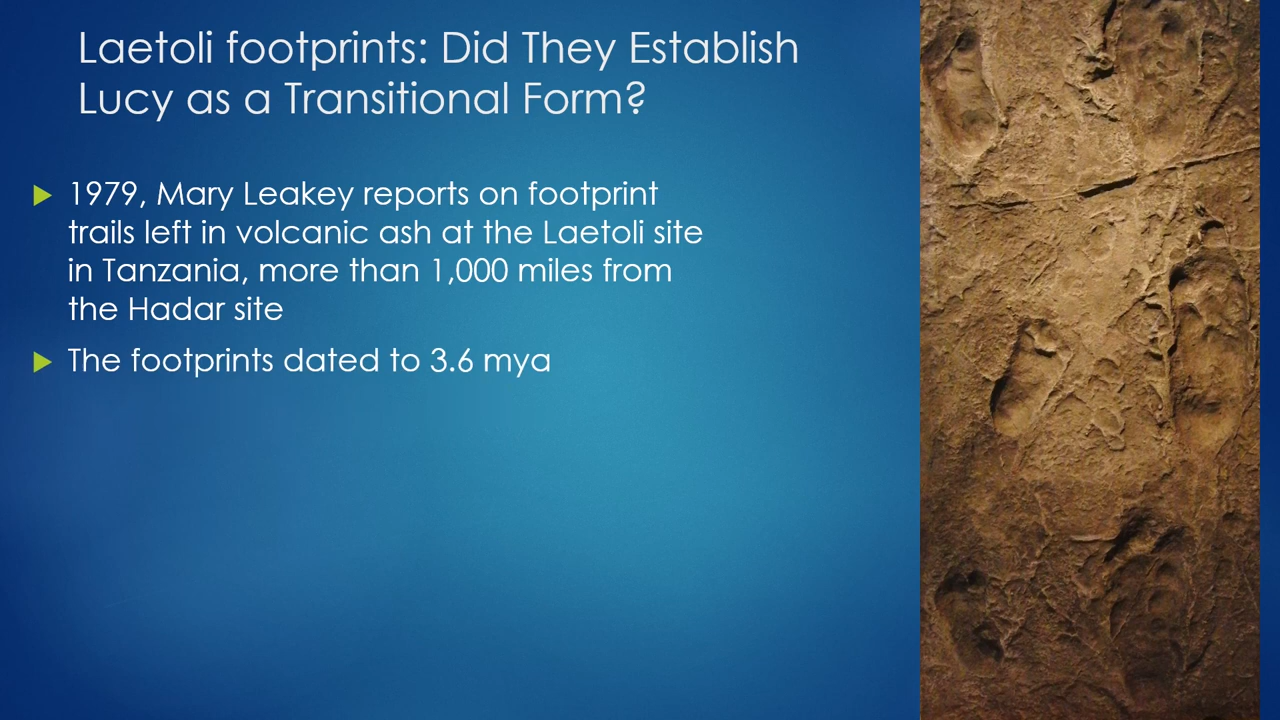 Laetoli footprints: Did They Establish
Lucy as a Transitional Form?
1979, Mary Leakey reports on footprint
trails left in volcanic ash at the Laetoli site
in Tanzania, more than 1,000 miles from
the Hadar site
The footprints dated to 3.6 mya